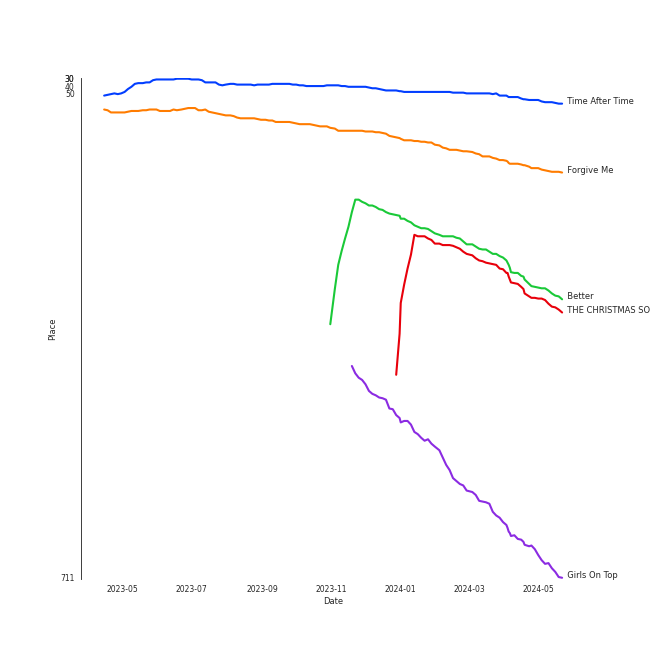 30
40
50
Time After Time
Forgive Me
Better
THE CHRISTMAS SO
Girls On Top
Place
711
2023-05 2023-07 2023-09 2023-11 2024-01 2024-03 2024-05
Date